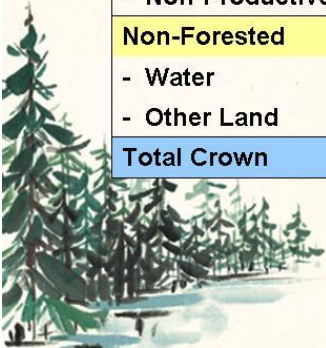 Non-Forested
- Water
- Other Land
Total Crown